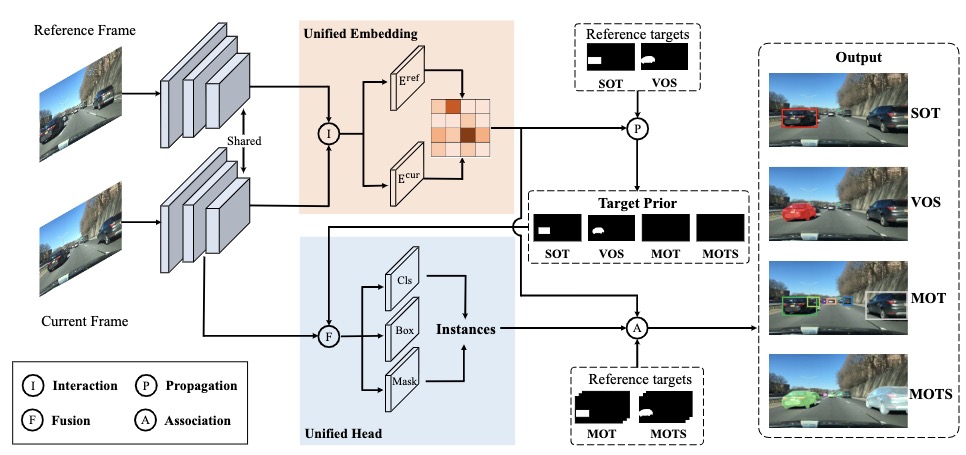 Reference Frame
Current Frame
Shared
Unified Embedding
I
E^ref
E^cur
Reference targets
SOT VOS
P
Target Prior
SOT VOS MOT MOTS
Unified Head
F
Cls
Box
Mask
Instances
A
Reference targets
MOT MOTS
Output
SOT
VOS
MOT
MOTS
I Interaction P Propagation
F Fusion A Association